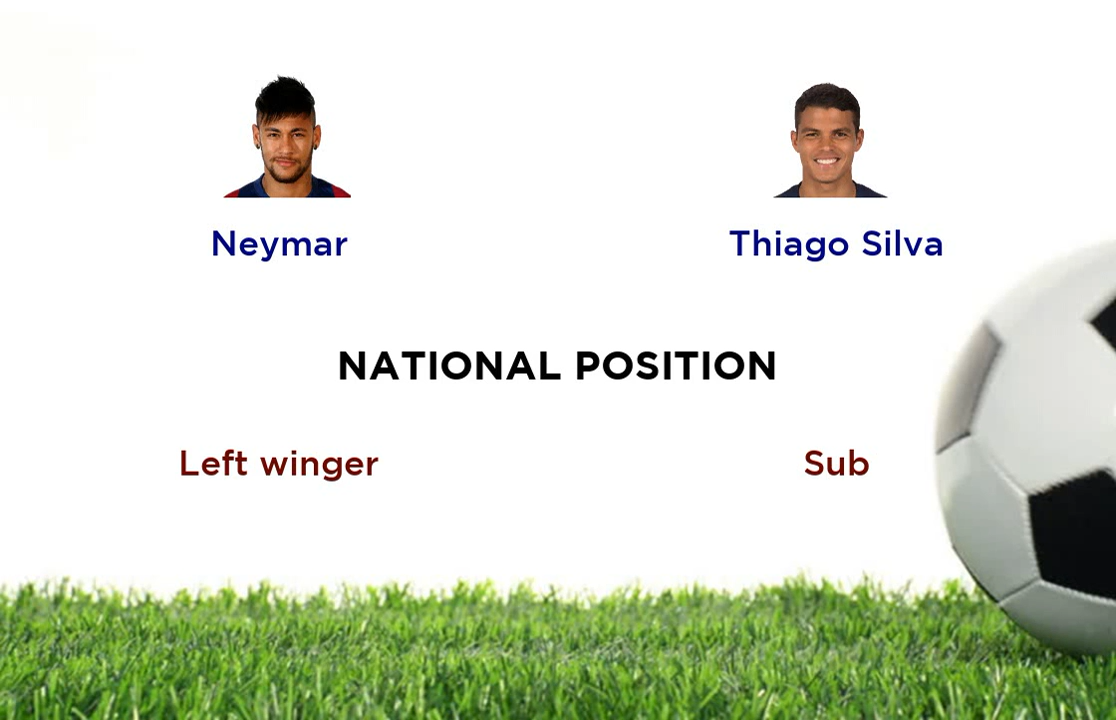 Neymar
Thiago Silva
NATIONAL POSITION
Left winger
Sub